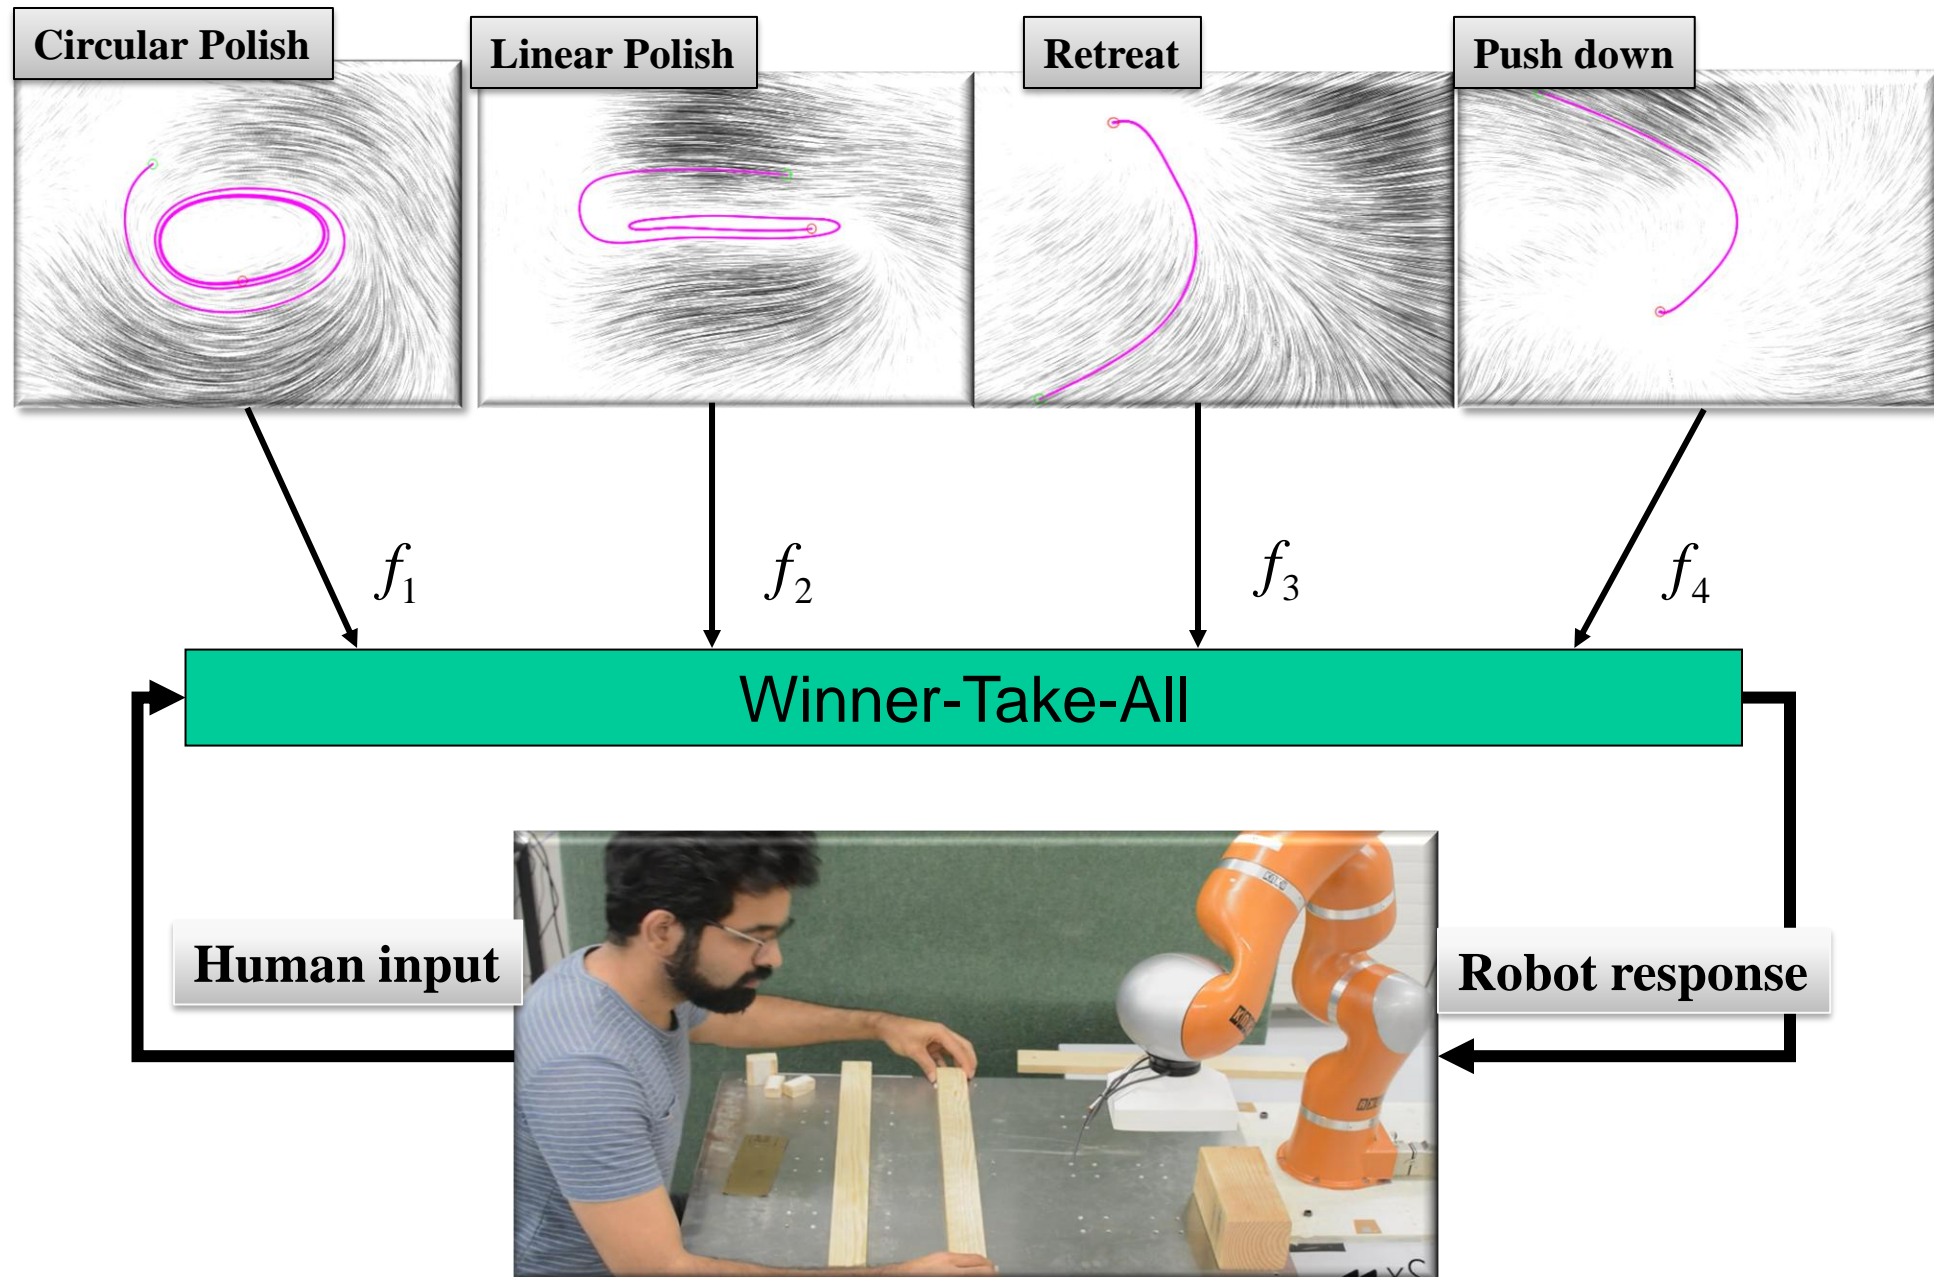 Circular Polish
Linear Polish
Retreat
Push down
f1
f2
f3
f4
Winner-Take-All
Human input
Robot response